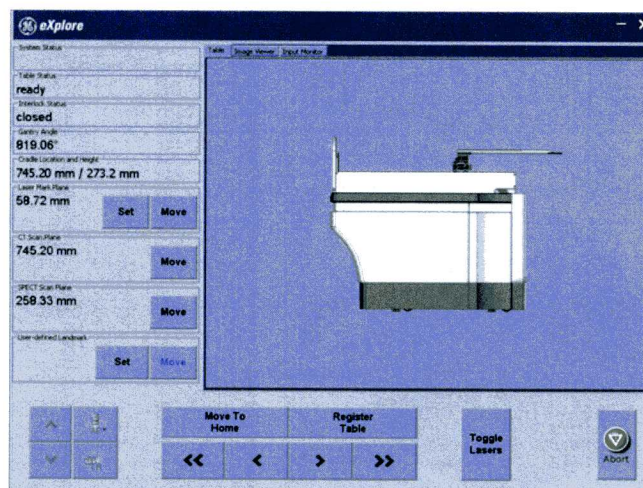 GE eXplore
Table Image Viewer Input Monitor
System Status
Table Status
ready
Interlock Status
closed
Gantry Angle
819.06°
Cradle Location and Height
745.20 mm / 273.2 mm
Laser Mark Plane
58.72 mm
Set Move
CT Scan Plane
745.20 mm
Move
SPECT Scan Plane
258.33 mm
Move
User-defined Landmark
Set Move
Move To
Home
Register
Table
<< < > >>
Toggle
Lasers
Abort